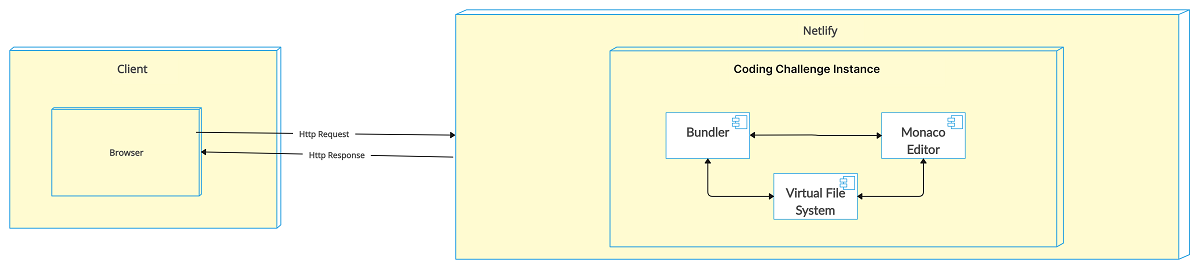 Client
Browser
Http Request
Http Response
Netlify
Coding Challenge Instance
Bundler
Monaco
Editor
Virtual File
System